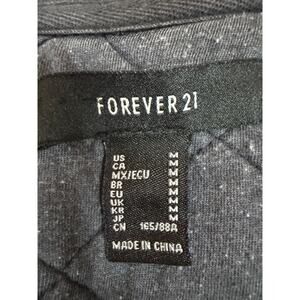 FOREVER 21
US M
CA M
MX/ECU M
BR M
EU M
UK M
KR M
JP M
CN 165/88A
MADE IN CHINA